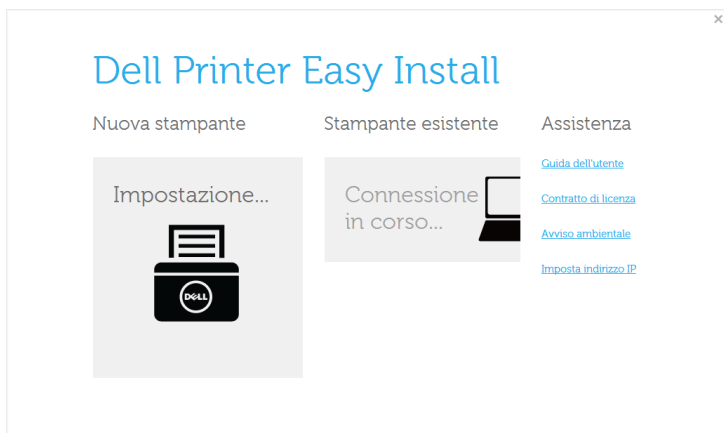 ×
Dell Printer Easy Install
Nuova stampante
Stampante esistente
Assistenza
Impostazione...
DELL
Connessione
in corso...
Guida dell'utente
Contratto di licenza
Avviso ambientale
Imposta indirizzo IP